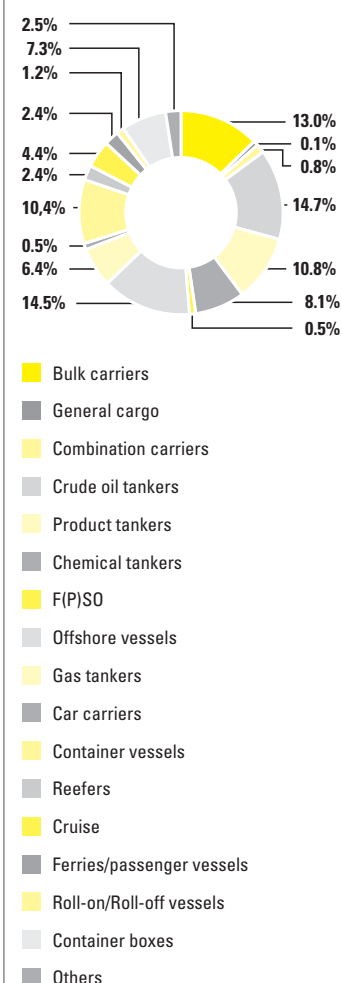 2.5%
7.3%
1.2%
2.4%
4.4%
2.4%
10,4%
0.5%
6.4%
14.5%
13.0%
0.1%
0.8%
14.7%
10.8%
8.1%
0.5%
Bulk carriers
General cargo
Combination carriers
Crude oil tankers
Product tankers
Chemical tankers
F(P)SO
Offshore vessels
Gas tankers
Car carriers
Container vessels
Reefers
Cruise
Ferries/passenger vessels
Roll-on/Roll-off vessels
Container boxes
Others